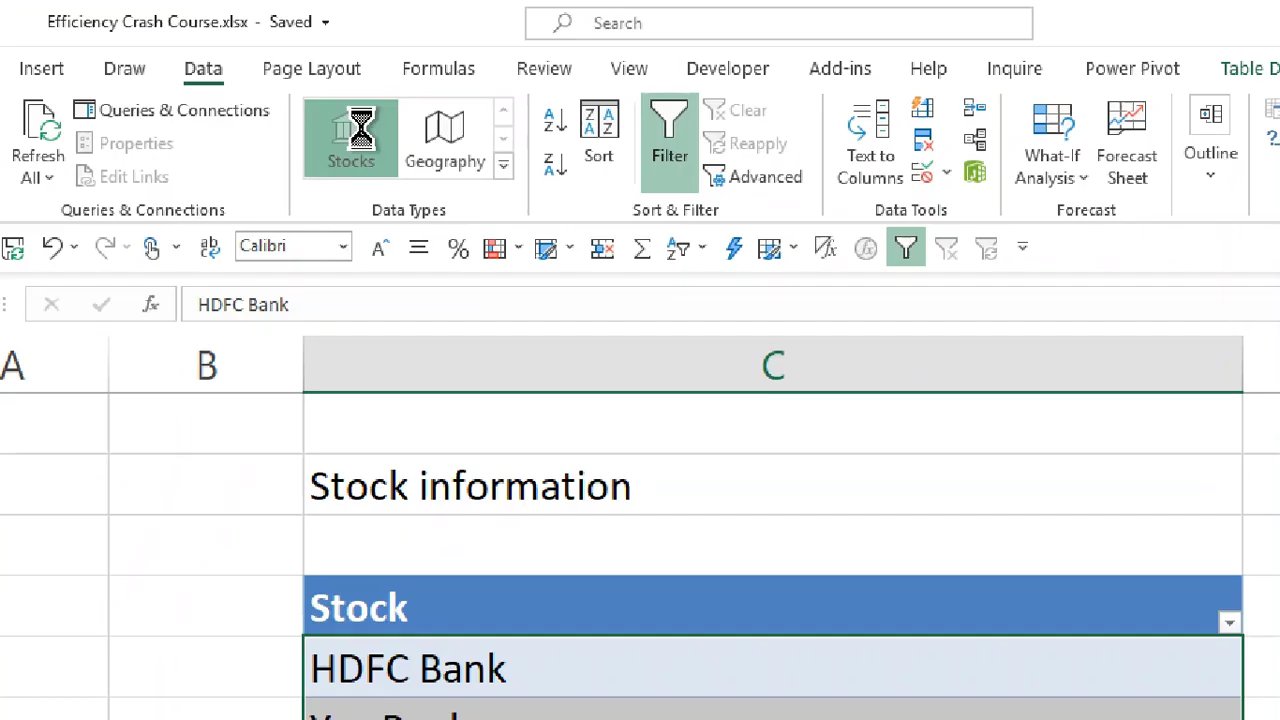 Efficiency Crash Course.xlsx - Saved
Search
Insert Draw Data Page Layout Formulas Review View Developer Add-ins Help Inquire Power Pivot Table D
Refresh All
Queries & Connections
Properties
Edit Links
Queries & Connections
Stocks
Geography
Data Types
Sort
Filter
Clear
Reapply
Advanced
Sort & Filter
Text to Columns
Data Tools
What-If Analysis
Forecast Sheet
Forecast
Outline
Calibri
fx HDFC Bank
A B C
Stock information
Stock
HDFC Bank